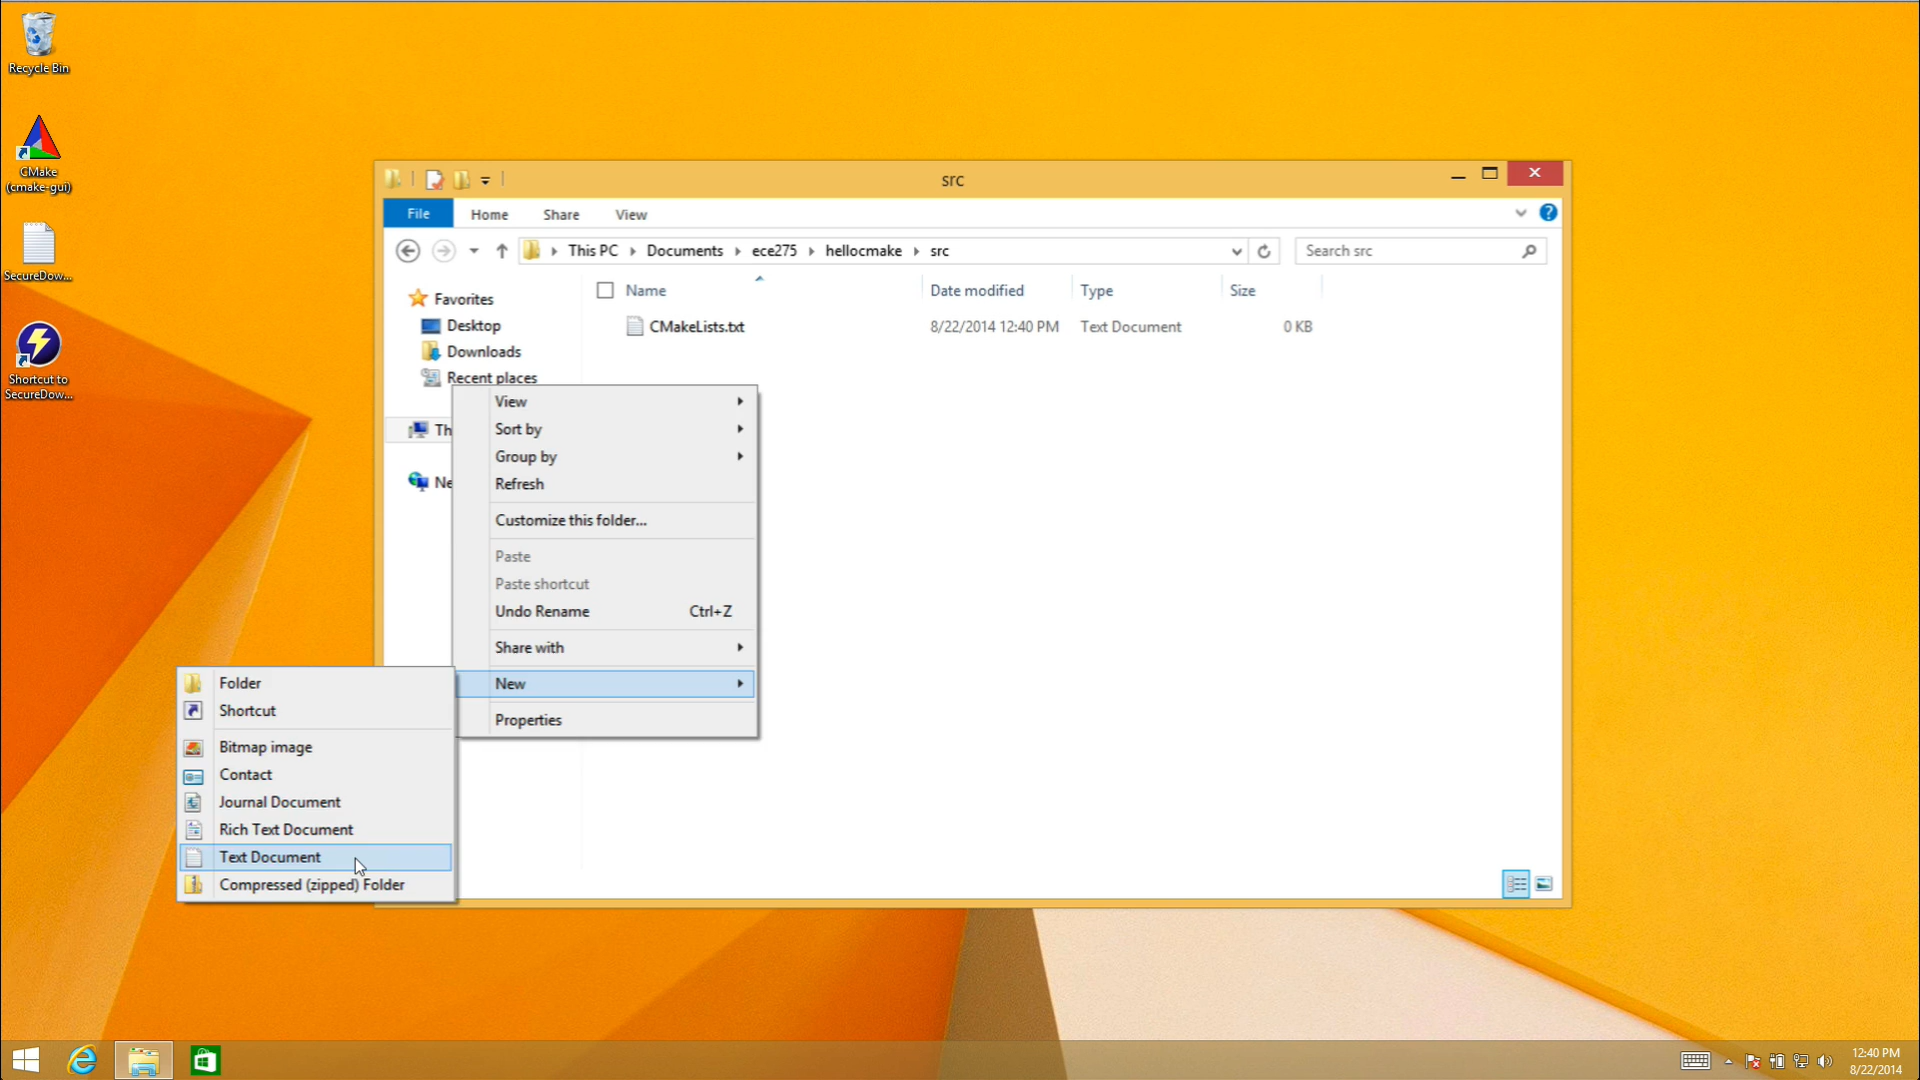 Recycle Bin
CMake
(cmake-gui)
SecureDow...
Shortcut to
SecureDow...
src
File Home Share View
This PC Documents ece275 hellocmake src
Search src
Name Date modified Type Size
CMakeLists.txt 8/22/2014 12:40 PM Text Document 0 KB
Favorites
Desktop
Downloads
Recent places
Th
Ne
View
Sort by
Group by
Refresh
Customize this folder...
Paste
Paste shortcut
Undo Rename Ctrl+Z
Share with
New
Properties
Folder
Shortcut
Bitmap image
Contact
Journal Document
Rich Text Document
Text Document
Compressed (zipped) Folder
12:40 PM
8/22/2014